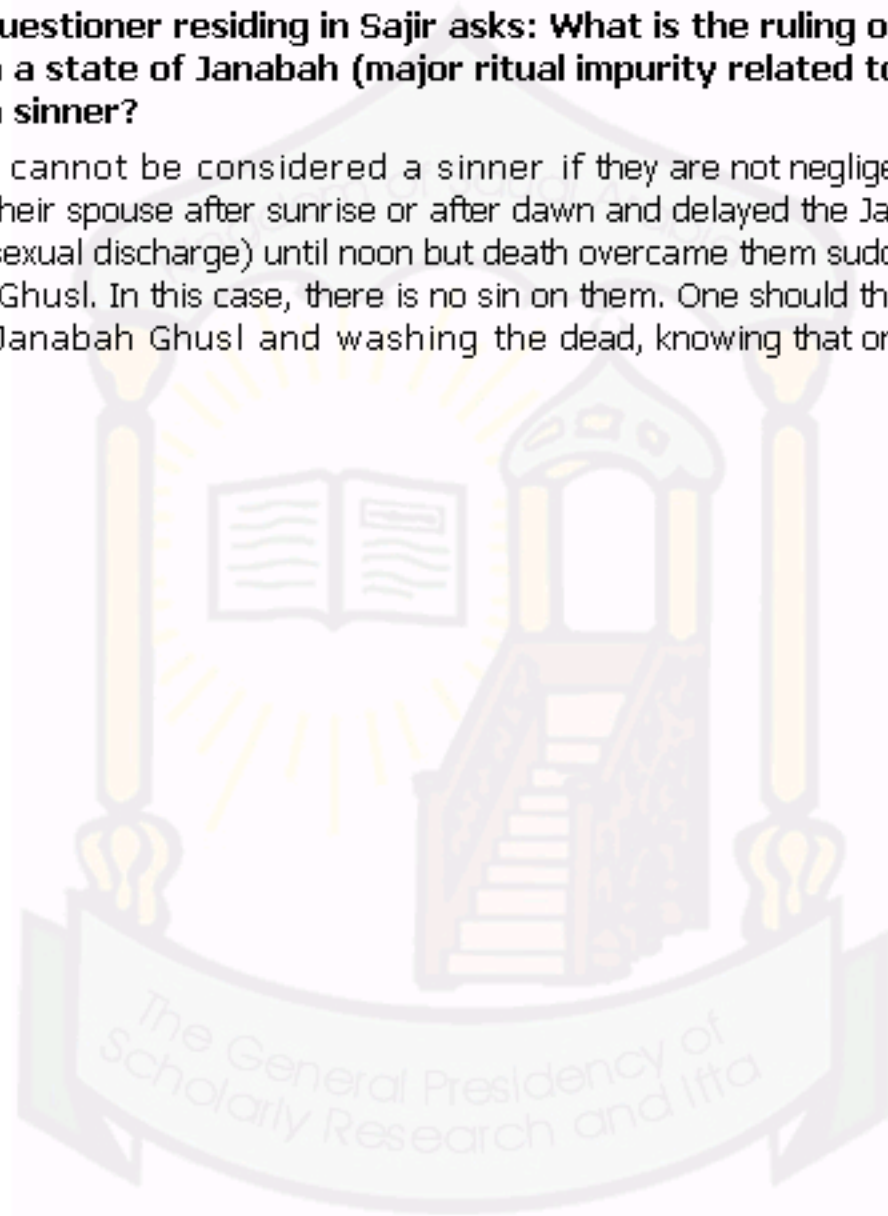 uestioner residing in Sajir asks: What is the ruling o
a state of Janabah (major ritual impurity related to
sinner?
cannot be considered a sinner if they are not neglige
heir spouse after sunrise or after dawn and delayed the Ja
sexual discharge) until noon but death overcame them sudd
Ghusl. In this case, there is no sin on them. One should th
Janabah Ghusl and washing the dead, knowing that or
Kingdom of Saudi Arabia
The General Presidency of
Scholarly Research and Ifta